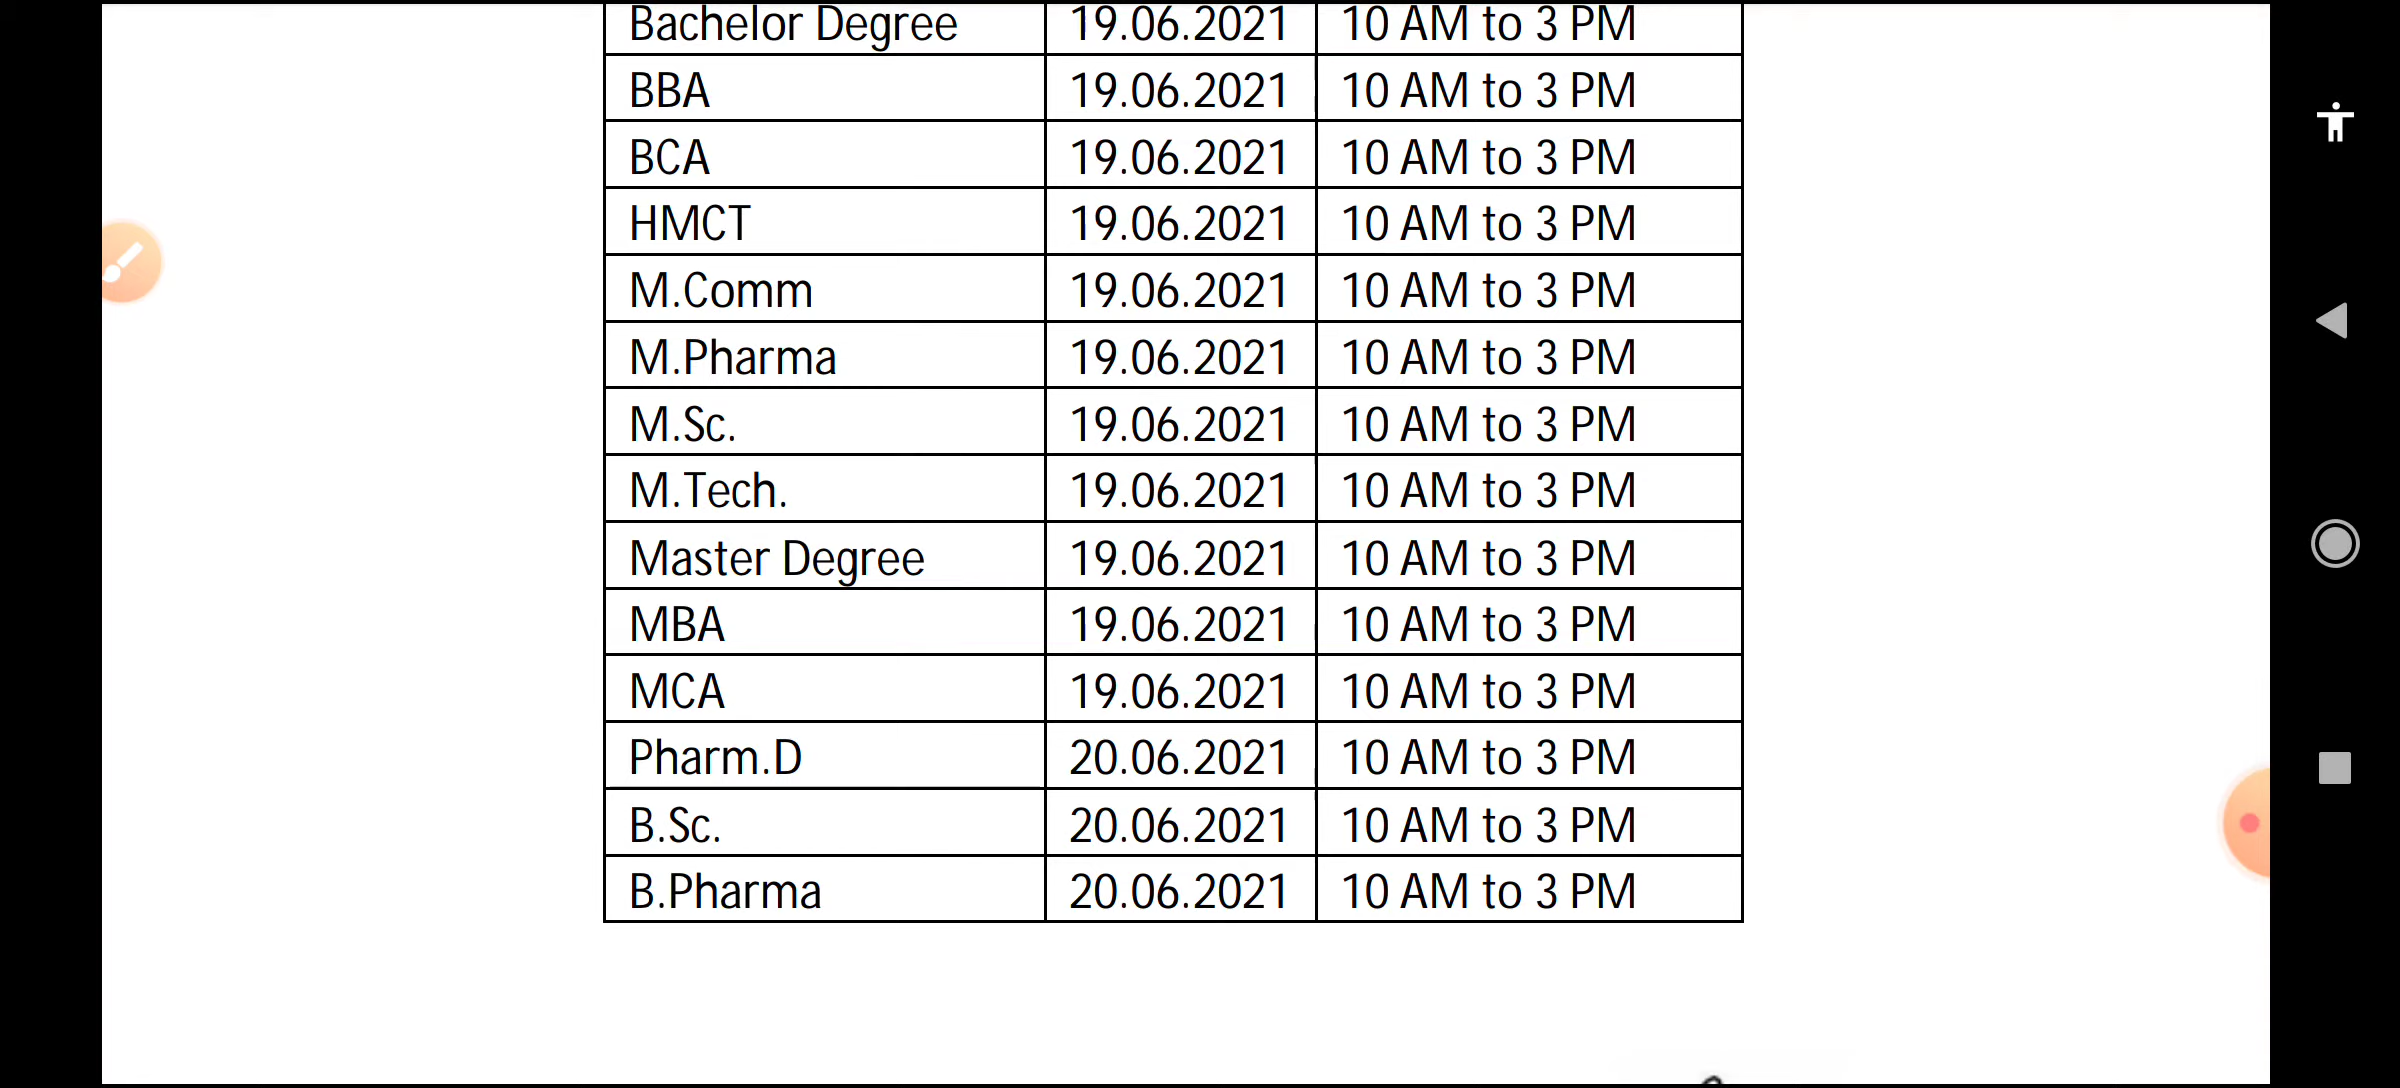 Bachelor Degree 19.06.2021 10 AM to 3 PM
BBA 19.06.2021 10 AM to 3 PM
BCA 19.06.2021 10 AM to 3 PM
HMCT 19.06.2021 10 AM to 3 PM
M.Comm 19.06.2021 10 AM to 3 PM
M.Pharma 19.06.2021 10 AM to 3 PM
M.Sc. 19.06.2021 10 AM to 3 PM
M.Tech. 19.06.2021 10 AM to 3 PM
Master Degree 19.06.2021 10 AM to 3 PM
MBA 19.06.2021 10 AM to 3 PM
MCA 19.06.2021 10 AM to 3 PM
Pharm.D 20.06.2021 10 AM to 3 PM
B.Sc. 20.06.2021 10 AM to 3 PM
B.Pharma 20.06.2021 10 AM to 3 PM